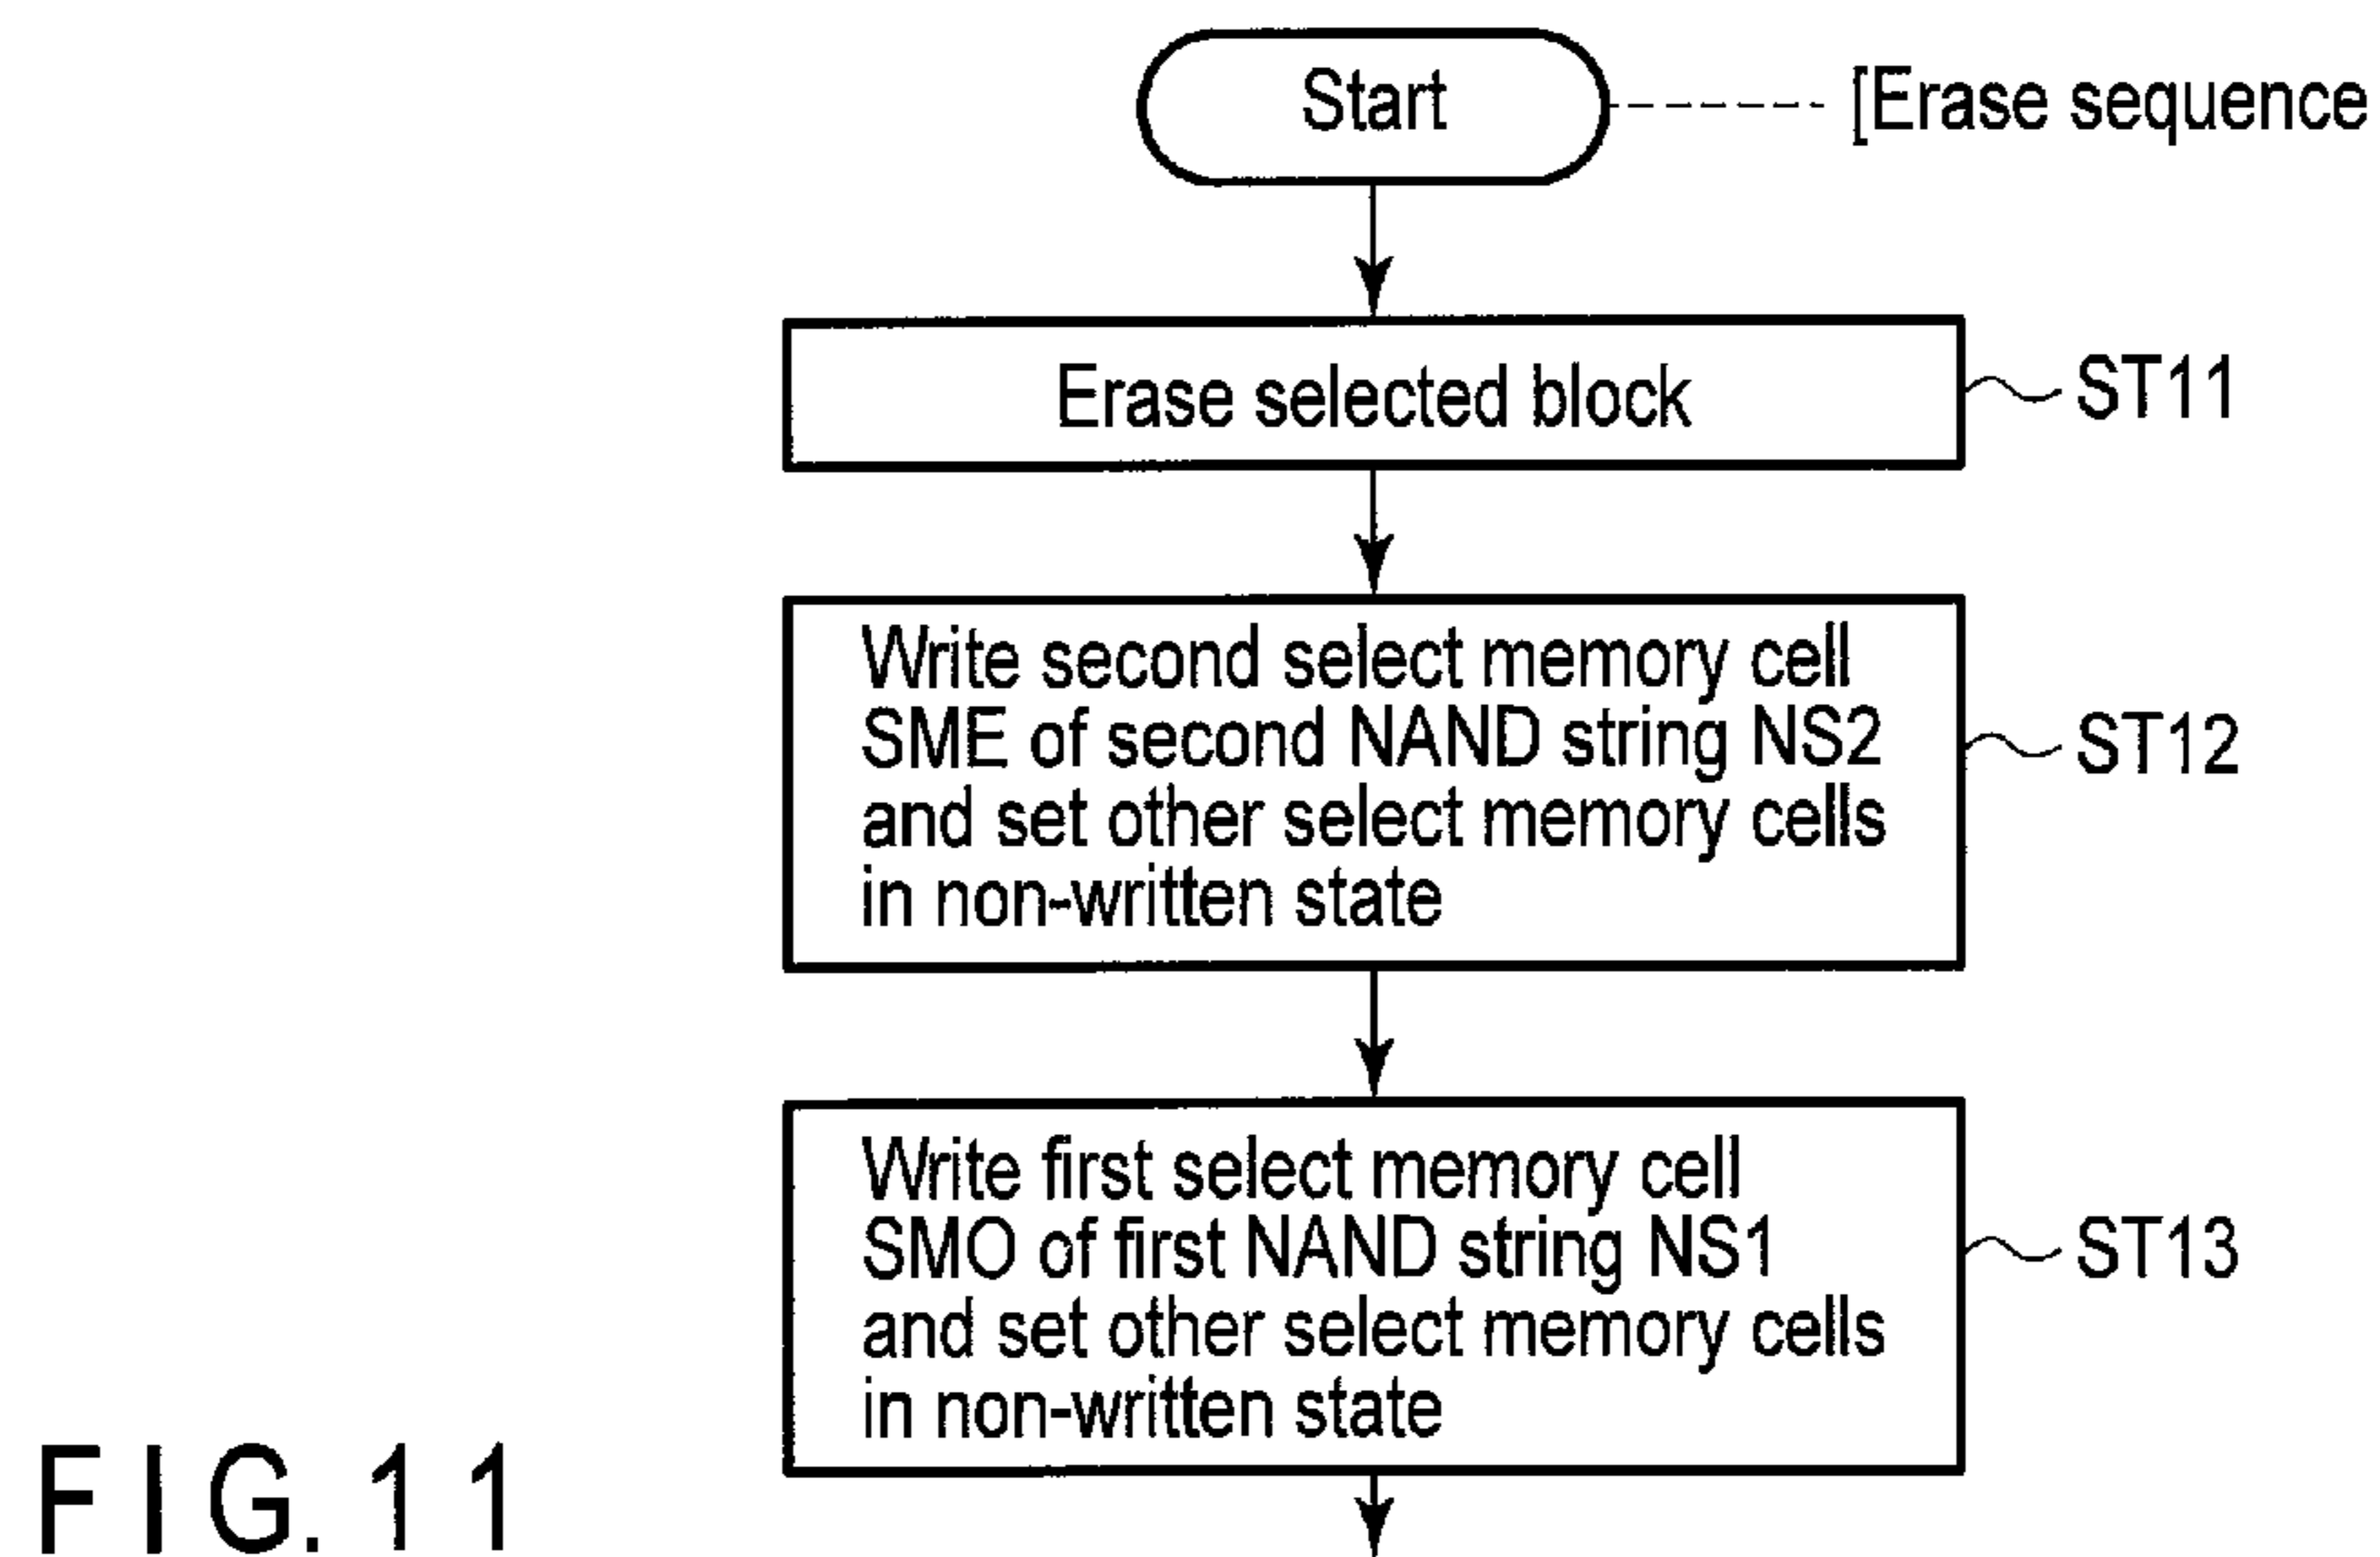 Start
[Erase sequence
Erase selected block
ST11
Write second select memory cell
SME of second NAND string NS2
and set other select memory cells
in non-written state
ST12
Write first select memory cell
SMO of first NAND string NS1
and set other select memory cells
in non-written state
ST13
FIG.11